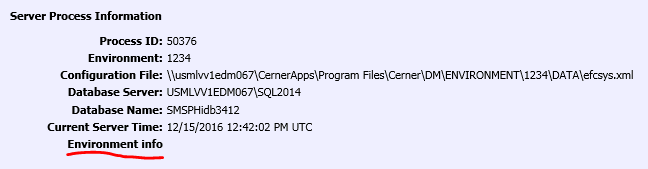 Server Process Information
Process ID: 50376
Environment: 1234
Configuration File: \\usmlvv1edm067\CernerApps\Program Files\Cerner\DM\ENVIRONMENT\1234\DATA\efcsys.xml
Database Server: USMLVV1EDM067\SQL2014
Database Name: SMSPHidb3412
Current Server Time: 12/15/2016 12:42:02 PM UTC
Environment info